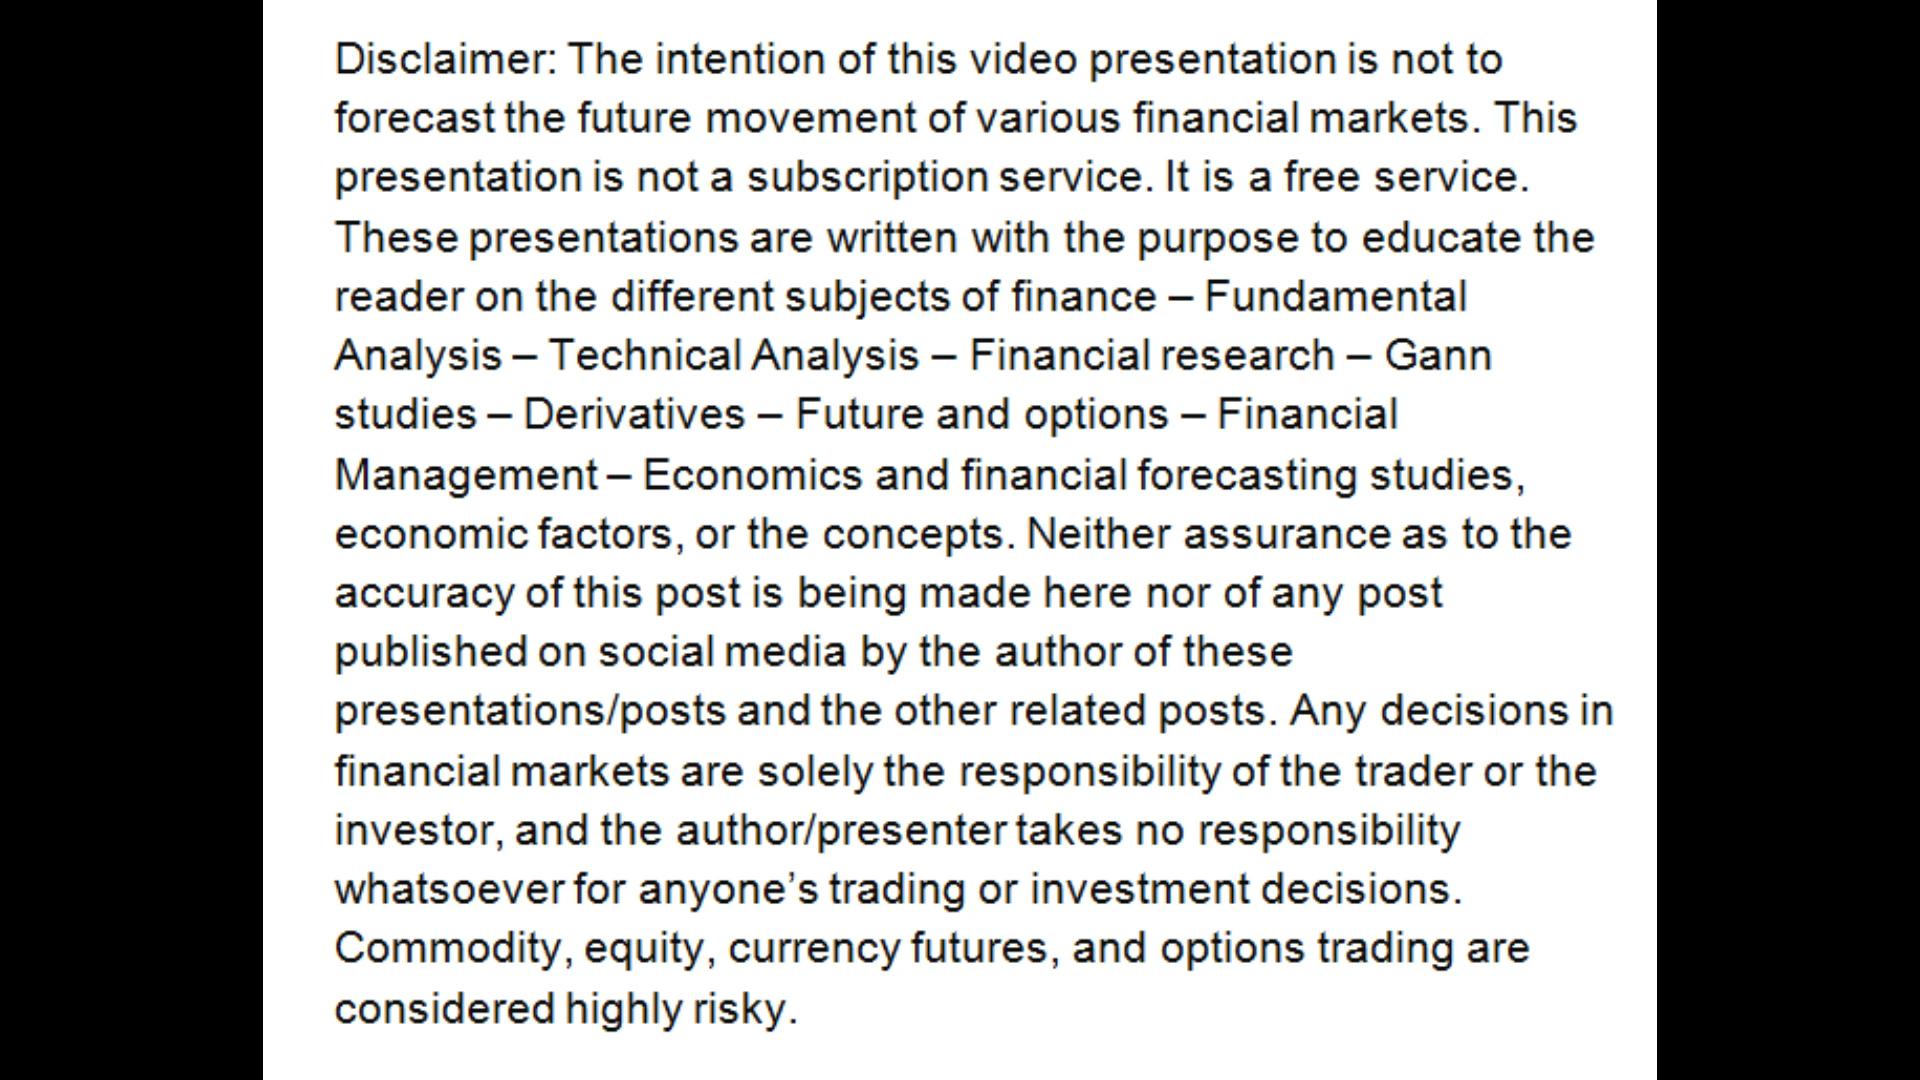 Disclaimer: The intention of this video presentation is not to
forecast the future movement of various financial markets. This
presentation is not a subscription service. It is a free service.
These presentations are written with the purpose to educate the
reader on the different subjects of finance – Fundamental
Analysis – Technical Analysis – Financial research – Gann
studies – Derivatives – Future and options – Financial
Management – Economics and financial forecasting studies,
economic factors, or the concepts. Neither assurance as to the
accuracy of this post is being made here nor of any post
published on social media by the author of these
presentations/posts and the other related posts. Any decisions in
financial markets are solely the responsibility of the trader or the
investor, and the author/presenter takes no responsibility
whatsoever for anyone’s trading or investment decisions.
Commodity, equity, currency futures, and options trading are
considered highly risky.